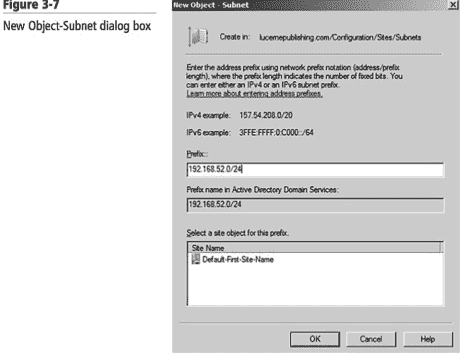 Figure 3-7
New Object-Subnet dialog box
New Object - Subnet
Create in: lucernepublishing.com/Configuration/Sites/Subnets
Enter the address prefix using network prefix notation (address/prefix
length), where the prefix length indicates the number of fixed bits. You
can enter either an IPv4 or an IPv6 subnet prefix.
Learn more about entering address prefixes.
IPv4 example: 157.54.208.0/20
IPv6 example: 3FFE:FFFF:0:C000::/64
Prefix::
192.168.52.0/24
Prefix name in Active Directory Domain Services:
192.168.52.0/24
Select a site object for this prefix.
Site Name
Default-First-Site-Name
OK Cancel Help